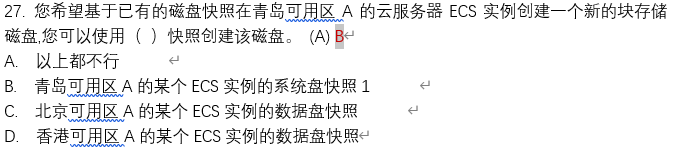 27. 您希望基于已有的磁盘快照在青岛可用区 A 的云服务器 ECS 实例创建一个新的块存储
磁盘,您可以使用（ ）快照创建该磁盘。 (A) B
A. 以上都不行
B. 青岛可用区 A 的某个 ECS 实例的系统盘快照 1
C. 北京可用区 A 的某个 ECS 实例的数据盘快照
D. 香港可用区 A 的某个 ECS 实例的数据盘快照